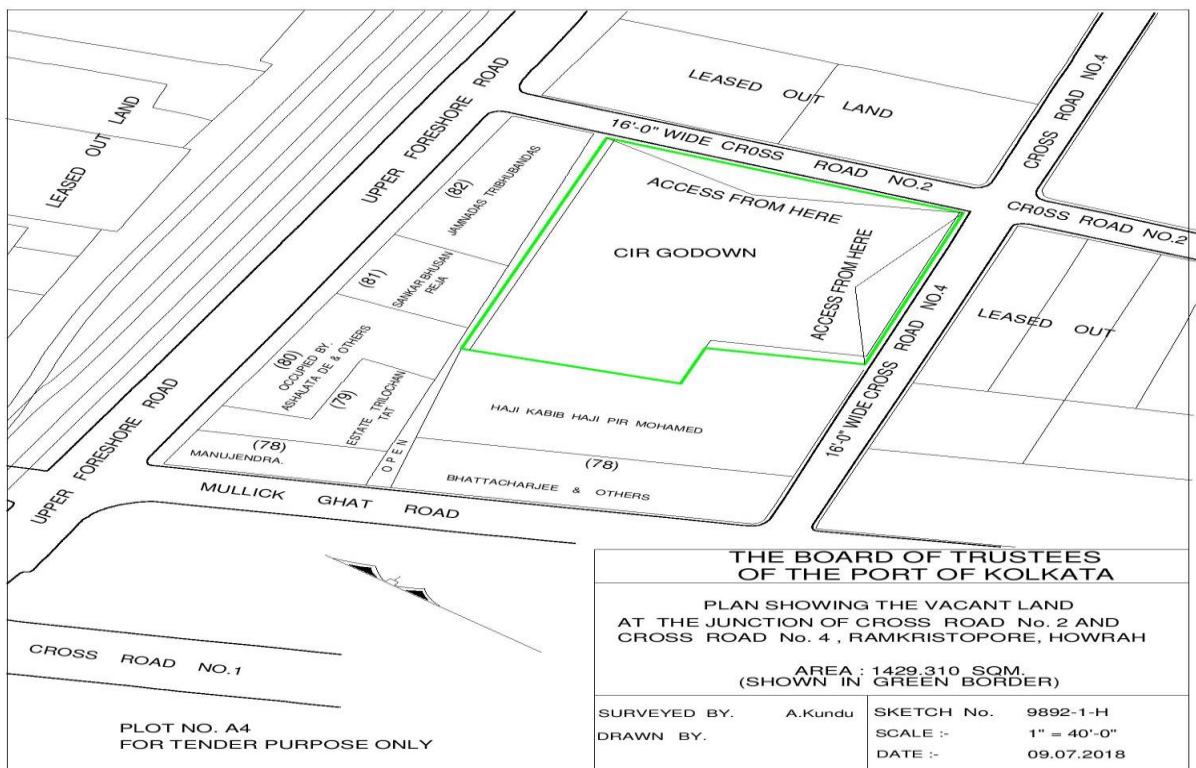 LEASED OUT LAND
UPPER FORESHORE ROAD
LEASED OUT LAND
CROSS ROAD NO.4
16'-0" WIDE CROSS ROAD NO.2
CROSS ROAD NO.2
(82)
JAMNADAS TRIBHUBANDAS
ACCESS FROM HERE
CIR GODOWN
ACCESS FROM HERE
(81)
SANKAR BHUSAN
REJA
LEASED OUT
16'-0" WIDE CROSS ROAD NO.4
(80)
OCCUPIED BY.
ASHALATA DE & OTHERS
(79)
ESTATE TRILOCHAN
TAT
HAJI KABIB HAJI PIR MOHAMED
(78)
MANUJENDRA.
OPEN
(78)
BHATTACHARJEE & OTHERS
UPPER FORESHORE ROAD
MULLICK GHAT ROAD
CROSS ROAD NO.1
PLOT NO. A4
FOR TENDER PURPOSE ONLY
THE BOARD OF TRUSTEES
OF THE PORT OF KOLKATA
PLAN SHOWING THE VACANT LAND
AT THE JUNCTION OF CROSS ROAD No. 2 AND
CROSS ROAD No. 4 , RAMKRISTOPORE, HOWRAH
AREA : 1429.310 SQM.
(SHOWN IN GREEN BORDER)
SURVEYED BY. A.Kundu
DRAWN BY.
SKETCH No. 9892-1-H
SCALE :- 1" = 40'-0"
DATE :- 09.07.2018